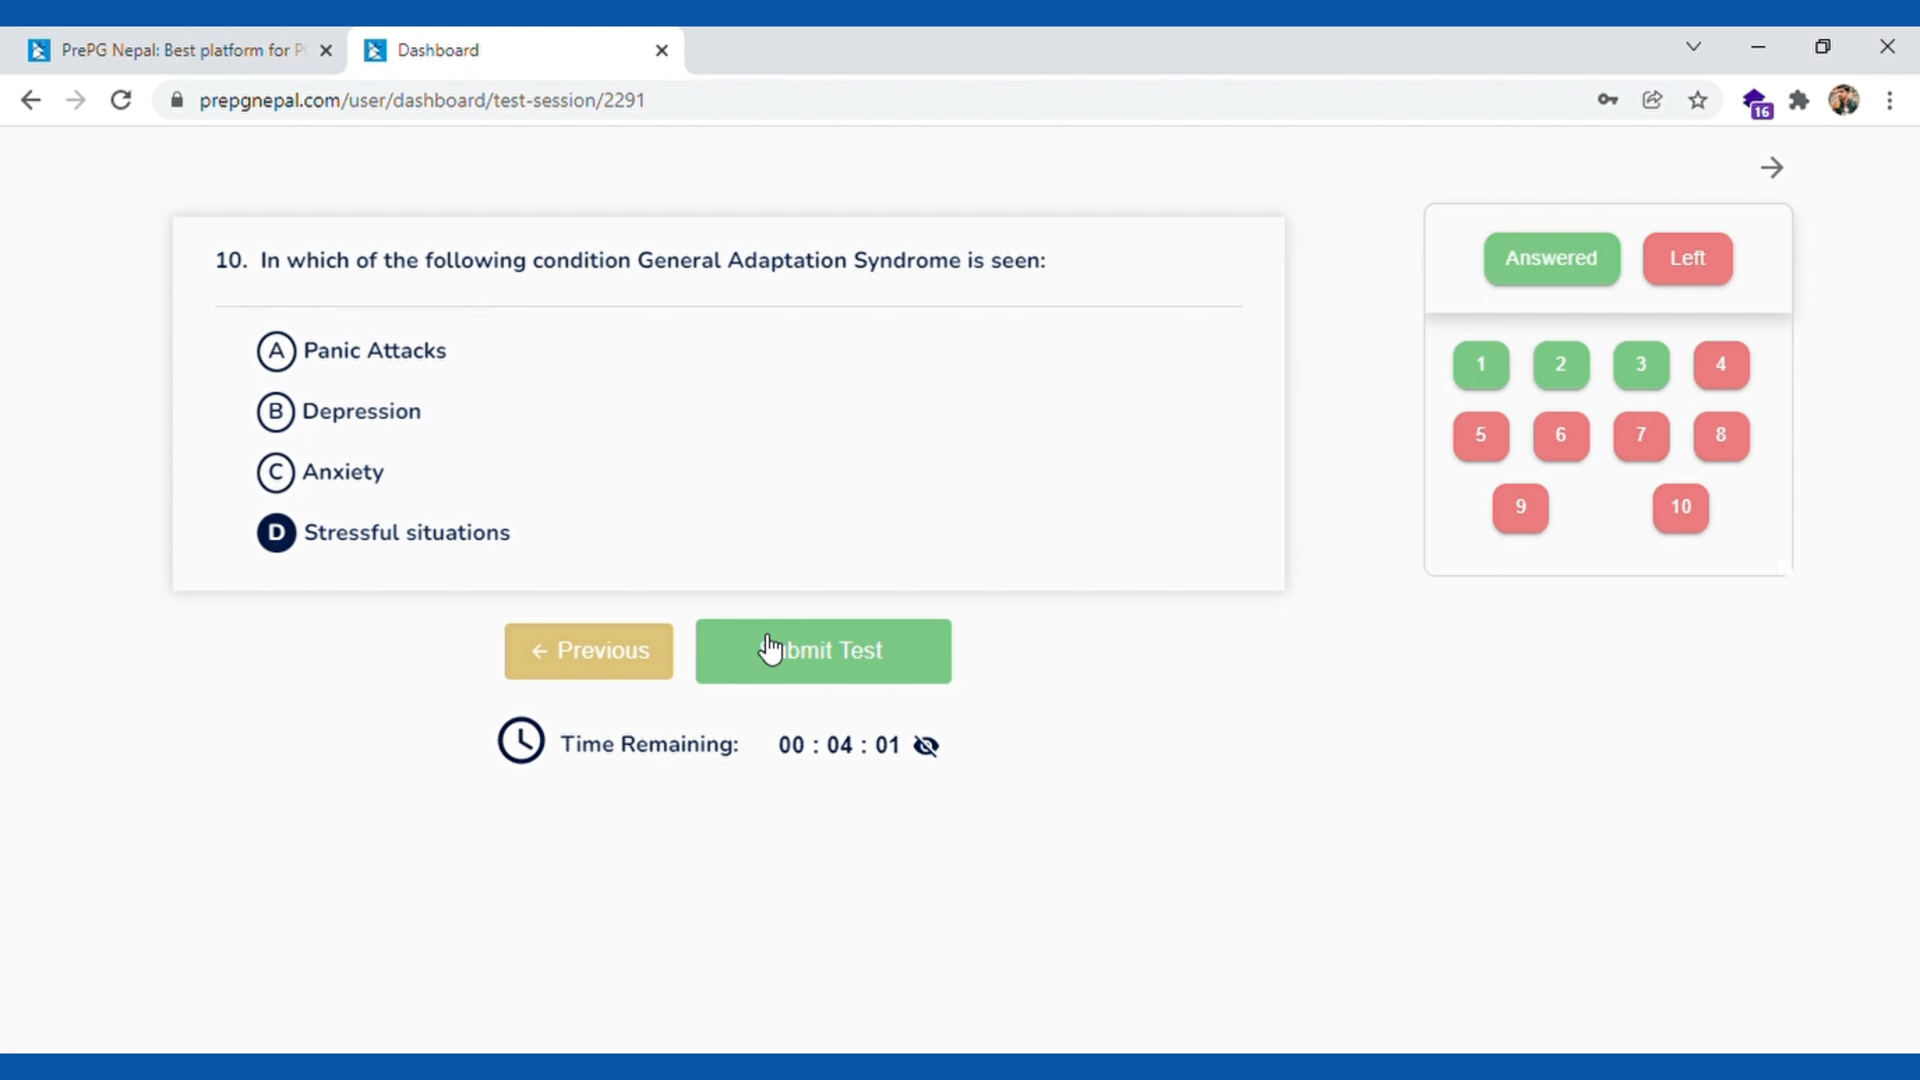 PrePG Nepal: Best platform for P
Dashboard
prepgnepal.com/user/dashboard/test-session/2291
16
10. In which of the following condition General Adaptation Syndrome is seen:
A Panic Attacks
B Depression
C Anxiety
D Stressful situations
Answered Left
1 2 3 4
5 6 7 8
9 10
← Previous
bmit Test
Time Remaining: 00 : 04 : 01